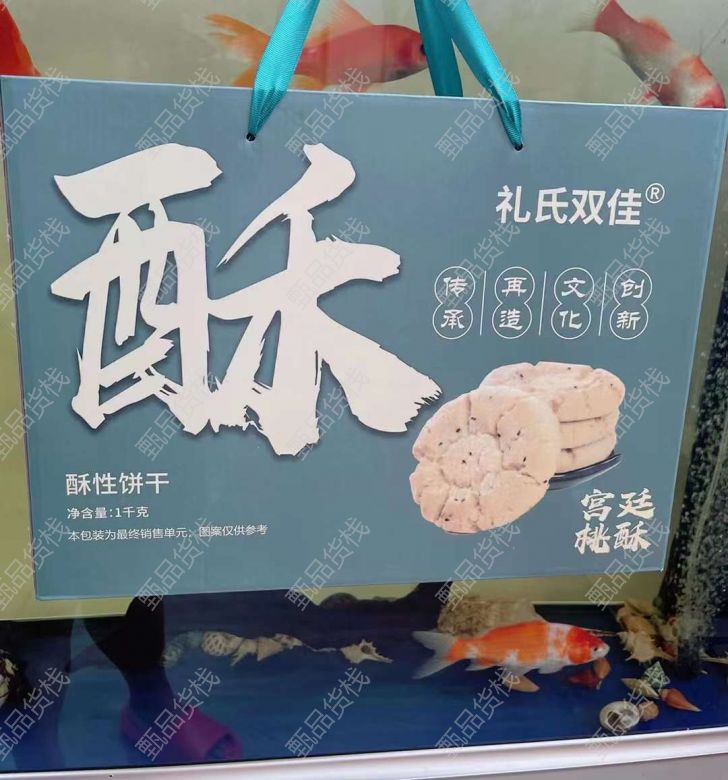 酥
礼氏双佳®
传承 再造 文化 创新
酥性饼干
净含量:1千克
本包装为最终销售单元；图案仅供参考
宫廷
桃酥
甄品货栈